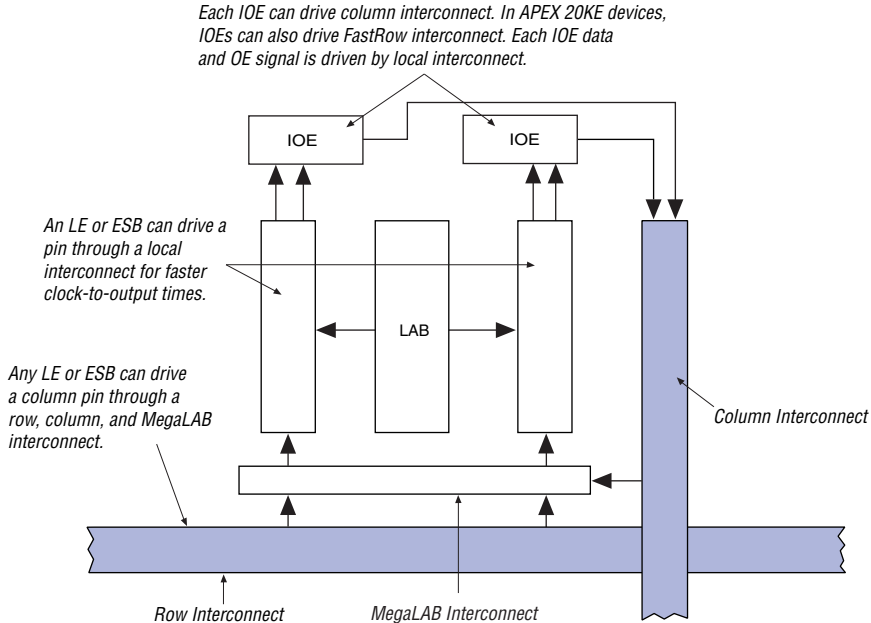 Each IOE can drive column interconnect. In APEX 20KE devices,
IOEs can also drive FastRow interconnect. Each IOE data
and OE signal is driven by local interconnect.
IOE
IOE
An LE or ESB can drive a
pin through a local
interconnect for faster
clock-to-output times.
LAB
Any LE or ESB can drive
a column pin through a
row, column, and MegaLAB
interconnect.
Column Interconnect
Row Interconnect
MegaLAB Interconnect